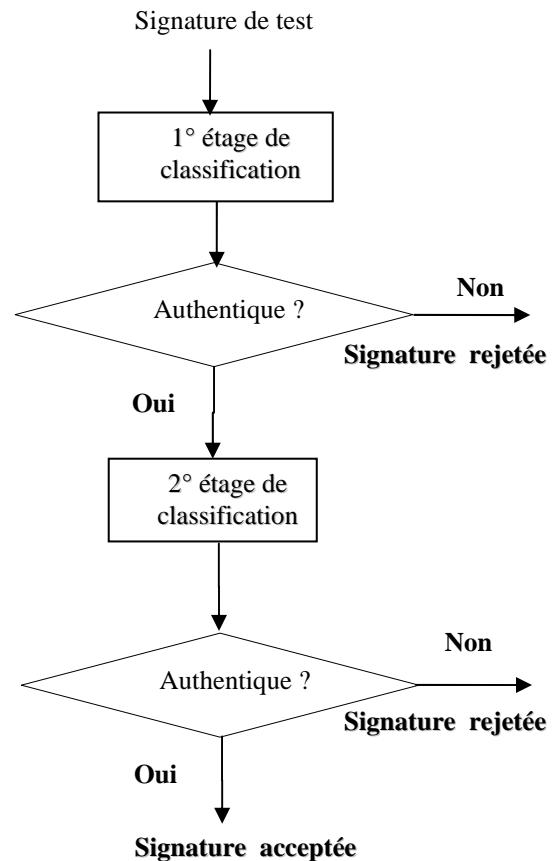 Signature de test
1° étage de
classification
Authentique ?
Non
Signature rejetée
Oui
2° étage de
classification
Authentique ?
Non
Signature rejetée
Oui
Signature acceptée